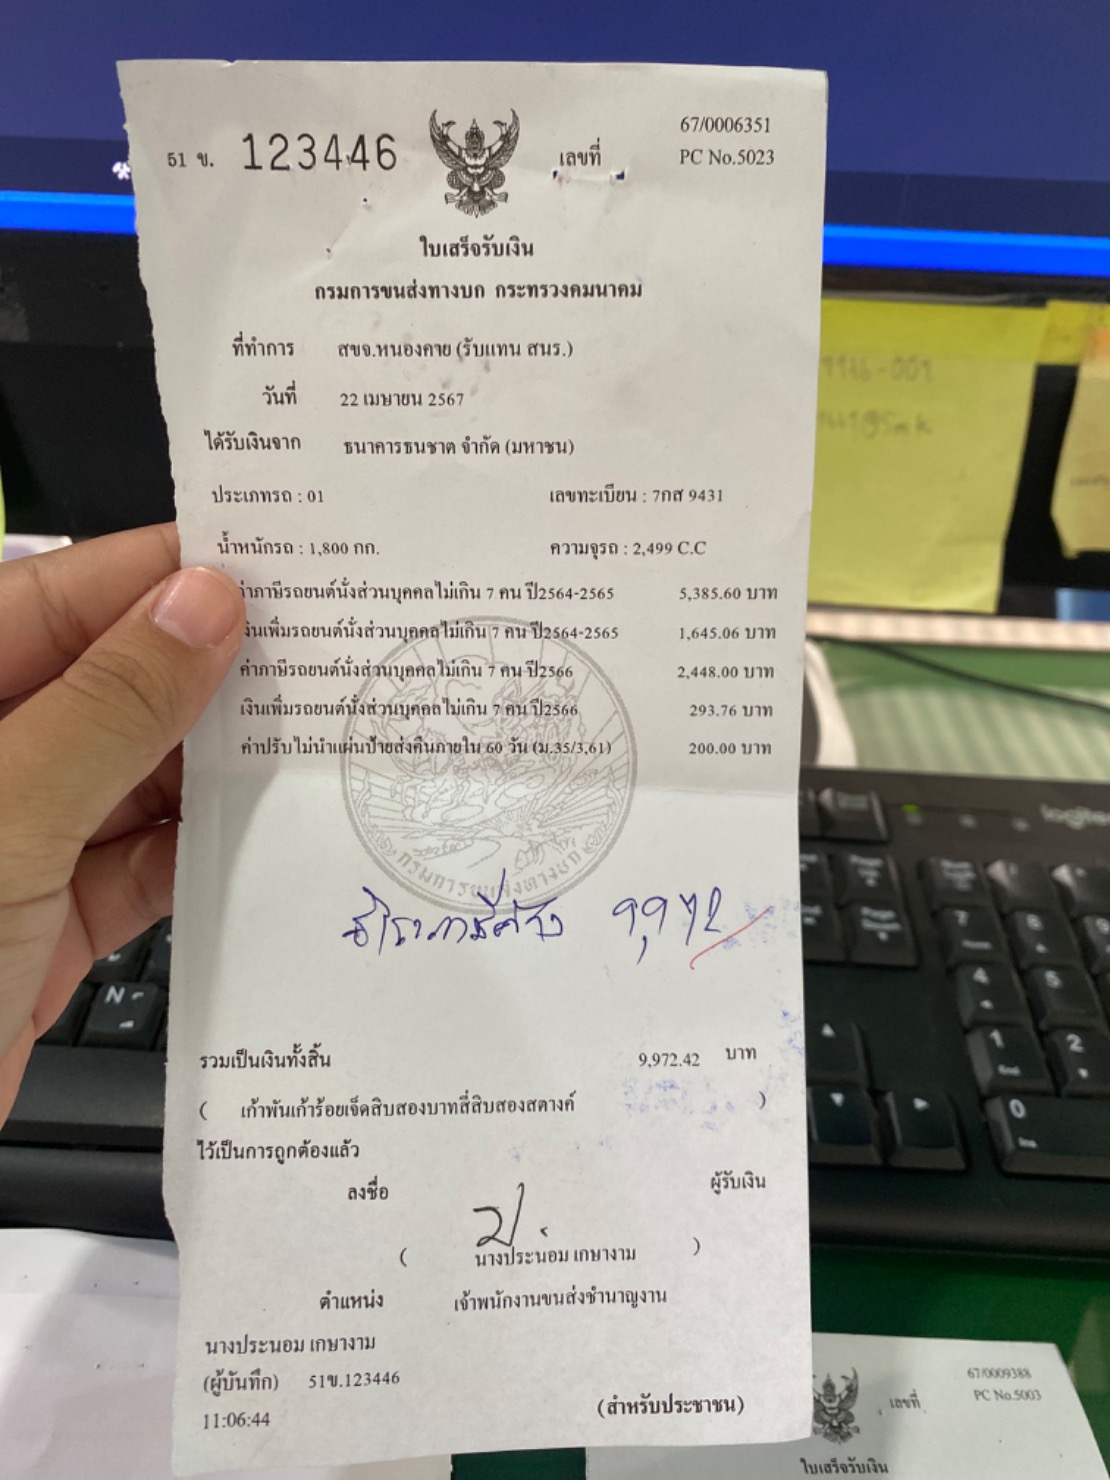 51 ข. 123446 เลขที่ 67/0006351
PC No.5023
ใบเสร็จรับเงิน
กรมการขนส่งทางบก กระทรวงคมนาคม
ที่ทำการ สขจ.หนองคาย (รับแทน สนร.)
วันที่ 22 เมษายน 2567
ได้รับเงินจาก ธนาคารธนชาต จำกัด (มหาชน)
ประเภทรถ : 01 เลขทะเบียน : 7กส 9431
น้ำหนักรถ : 1,800 กก. ความจุรถ : 2,499 C.C
ค่าภาษีรถยนต์นั่งส่วนบุคคลไม่เกิน 7 คน ปี2564-2565 5,385.60 บาท
เงินเพิ่มรถยนต์นั่งส่วนบุคคลไม่เกิน 7 คน ปี2564-2565 1,645.06 บาท
ค่าภาษีรถยนต์นั่งส่วนบุคคลไม่เกิน 7 คน ปี2566 2,448.00 บาท
เงินเพิ่มรถยนต์นั่งส่วนบุคคลไม่เกิน 7 คน ปี2566 293.76 บาท
ค่าปรับไม่นำแผ่นป้ายส่งคืนภายใน 60 วัน (ม.35/3,61) 200.00 บาท
กรมการขนส่งทางบก
รวมเป็นเงินทั้งสิ้น 9,972.42 บาท
( เก้าพันเก้าร้อยเจ็ดสิบสองบาทสี่สิบสองสตางค์ )
ไว้เป็นการถูกต้องแล้ว
ลงชื่อ ผู้รับเงิน
( นางประนอม เกษางาม )
ตำแหน่ง เจ้าพนักงานขนส่งชำนาญงาน
นางประนอม เกษางาม
(ผู้บันทึก) 51ข.123446
11:06:44 (สำหรับประชาชน)
67/0009388
เลขที่ PC No.5003
ใบเสร็จรับเงิน